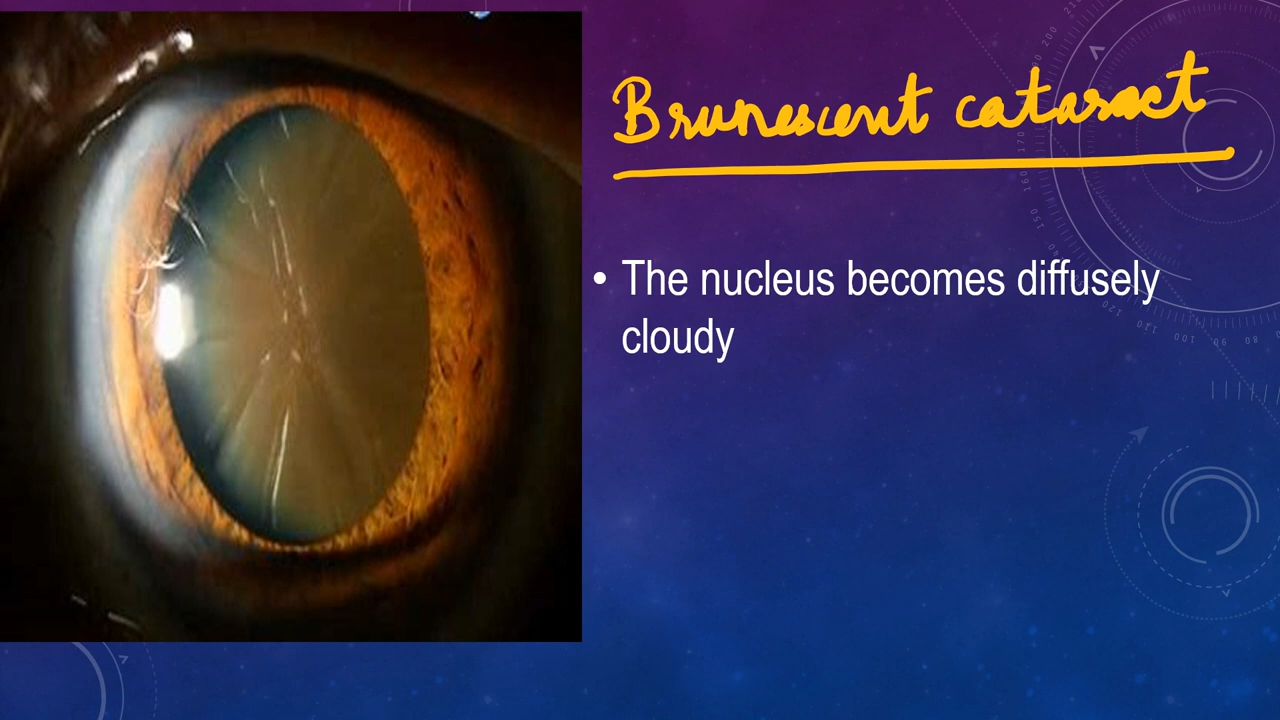 Brunescent cataract
• The nucleus becomes diffusely
cloudy